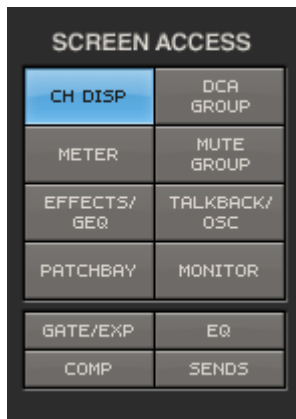 SCREEN ACCESS
CH DISP
DCA
GROUP
METER
MUTE
GROUP
EFFECTS/
GEQ
TALKBACK/
OSC
PATCHBAY
MONITOR
GATE/EXP
EQ
COMP
SENDS